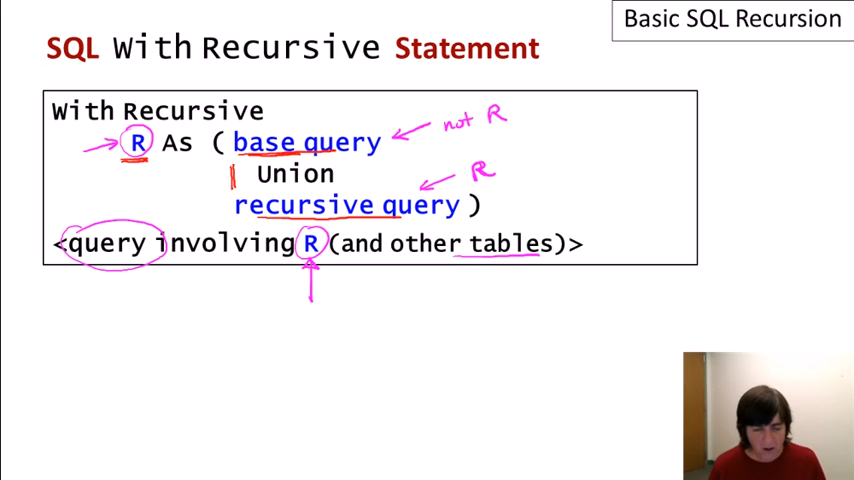 Basic SQL Recursion
SQL With Recursive Statement
With Recursive
R As ( base query
not R
Union
R
recursive query )
<query involving R (and other tables)>